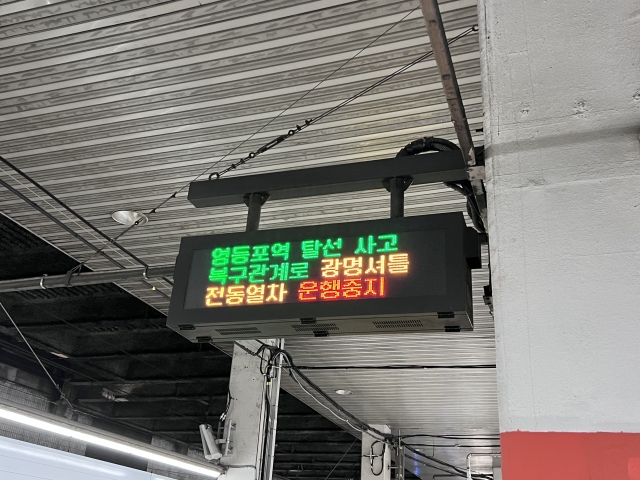 영등포역 탈선 사고
복구관계로 광명셔틀
전동열차 운행중지